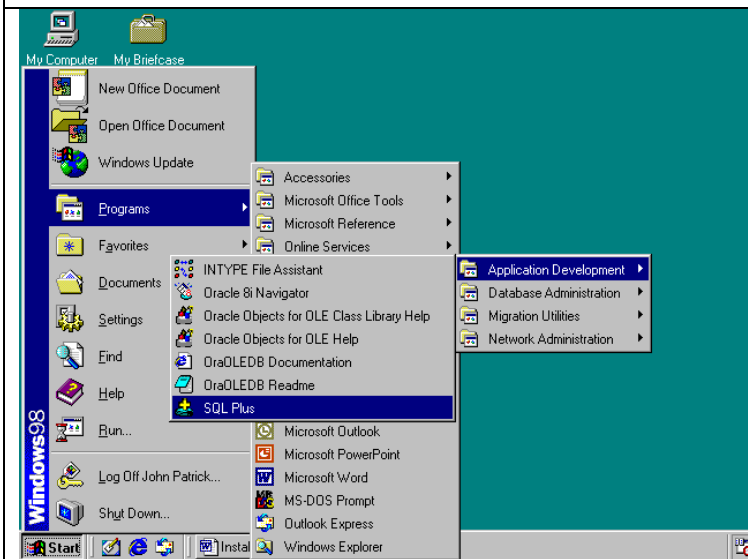 My Computer
My Briefcase
New Office Document
Open Office Document
Windows Update
Programs
Favorites
Documents
Settings
Find
Help
Run...
Log Off John Patrick...
Shut Down...
Windows98
Accessories
Microsoft Office Tools
Microsoft Reference
Online Services
Microsoft Outlook
Microsoft PowerPoint
Microsoft Word
MS-DOS Prompt
Outlook Express
Windows Explorer
Application Development
Database Administration
Migration Utilities
Network Administration
INTYPE File Assistant
Oracle 8i Navigator
Oracle Objects for OLE Class Library Help
Oracle Objects for OLE Help
OraOLEDB Documentation
OraOLEDB Readme
SQL Plus
Start
Instal